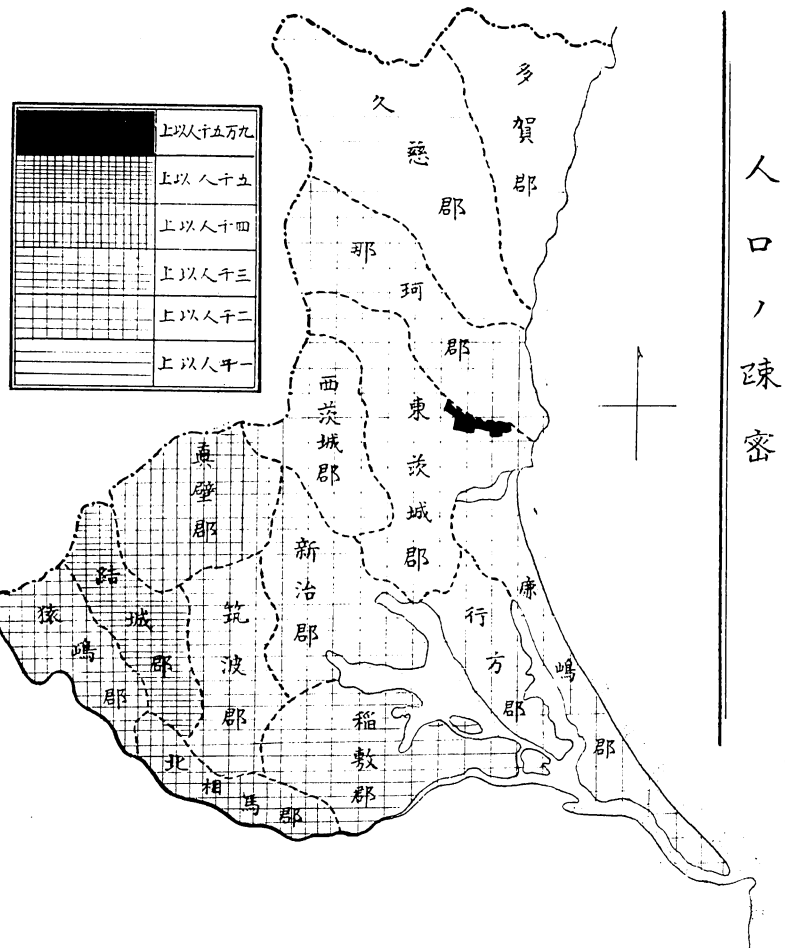 人口ノ疎密
上以人千五万九
上以人千五
上以人千四
上以人千三
上以人千二
上以人千一
多賀郡
久慈郡
那珂郡
東茨城郡
西茨城郡
真壁郡
新治郡
結城郡
猿嶋郡
筑波郡
行方郡
鹿嶋郡
稲敷郡
北相馬郡